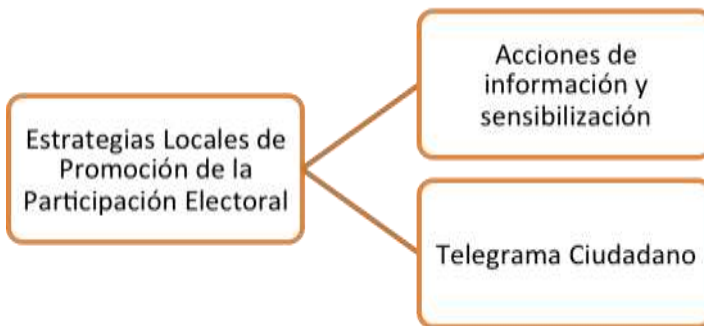 Estrategias Locales de
Promoción de la
Participación Electoral
Acciones de
información y
sensibilización
Telegrama Ciudadano